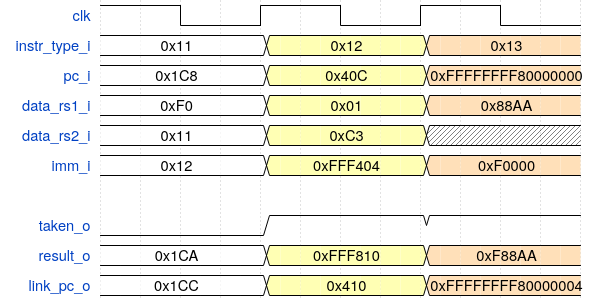 clk
instr_type_i 0x11 0x12 0x13
pc_i 0x1C8 0x40C 0xFFFFFFFF80000000
data_rs1_i 0xF0 0x01 0x88AA
data_rs2_i 0x11 0xC3
imm_i 0x12 0xFFF404 0xF0000
taken_o
result_o 0x1CA 0xFFF810 0xF88AA
link_pc_o 0x1CC 0x410 0xFFFFFFFF80000004